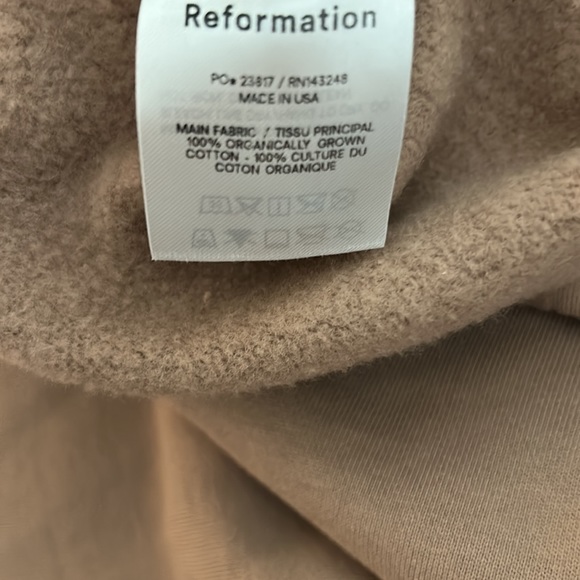 Reformation
PO# 23817 / RN143248
MADE IN USA
MAIN FABRIC / TISSU PRINCIPAL
100% ORGANICALLY GROWN
COTTON - 100% CULTURE DU
COTON ORGANIQUE